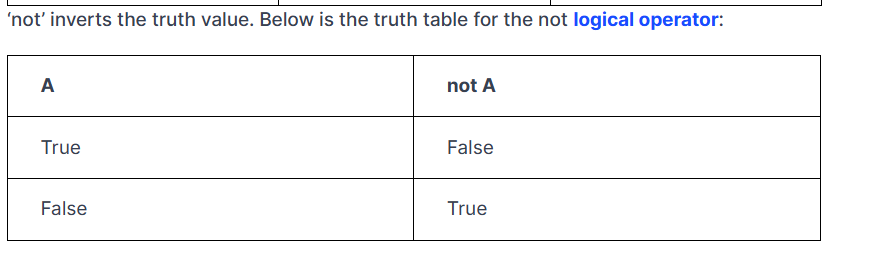 ‘not’ inverts the truth value. Below is the truth table for the not logical operator:
A not A
True False
False True